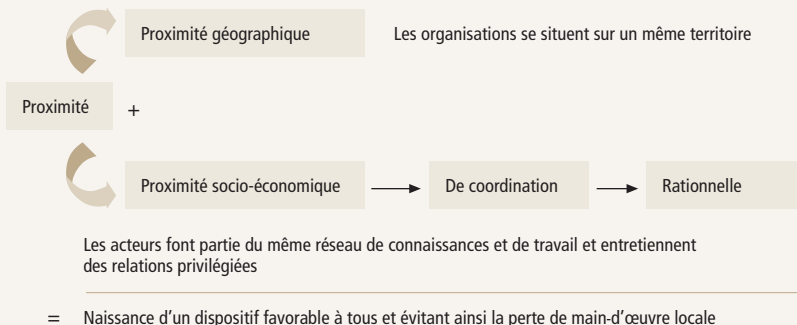 Proximité géographique
Les organisations se situent sur un même territoire
Proximité
+
Proximité socio-économique
De coordination
Rationnelle
Les acteurs font partie du même réseau de connaissances et de travail et entretiennent
des relations privilégiées
= Naissance d’un dispositif favorable à tous et évitant ainsi la perte de main-d’œuvre locale